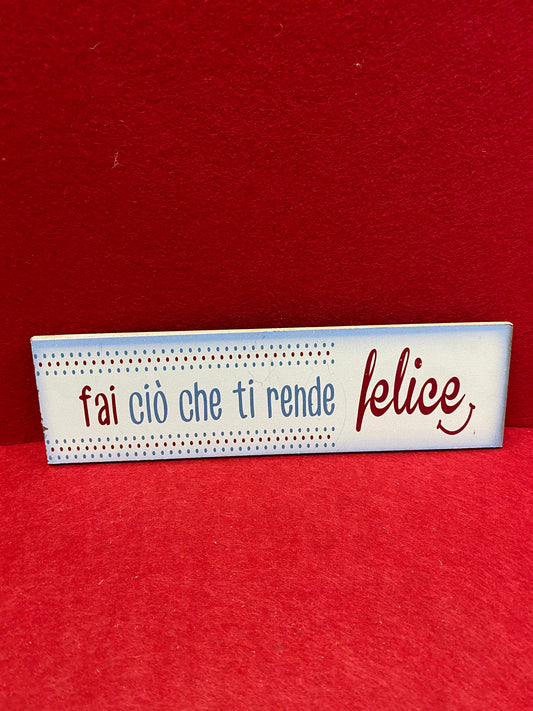 fai ciò che ti rende felice